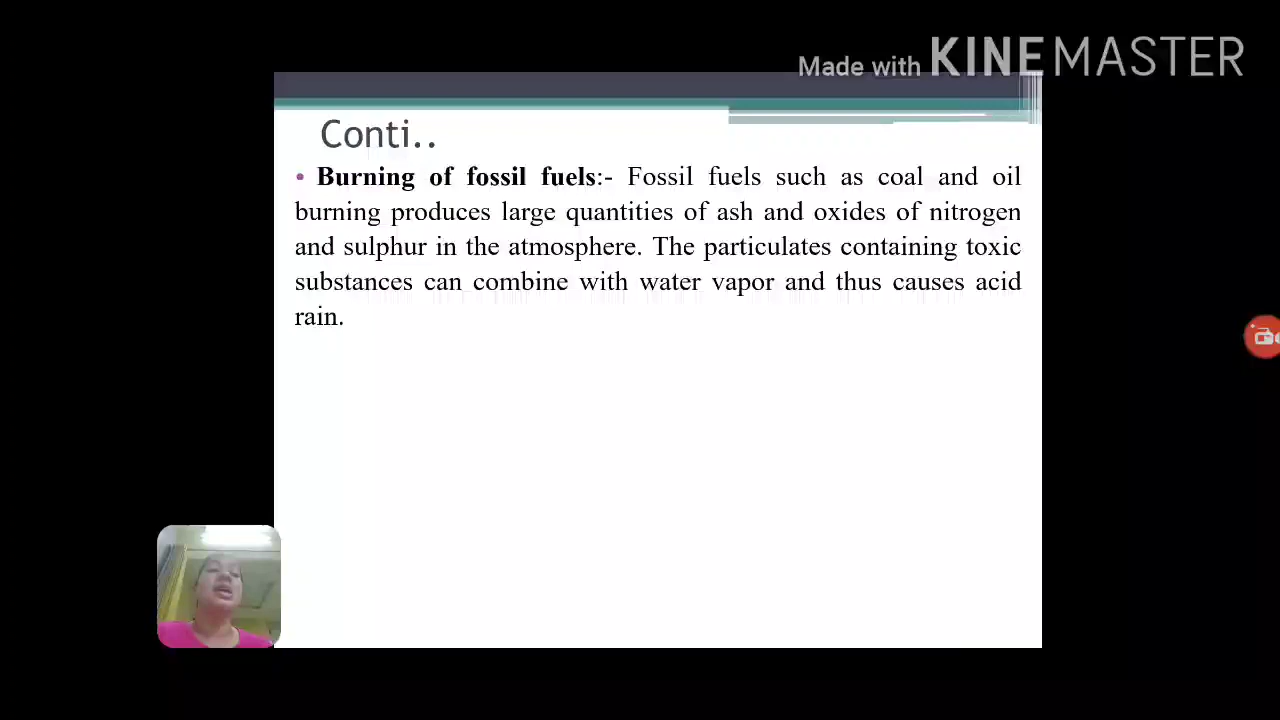 Made with KINEMASTER
Conti..
• Burning of fossil fuels:- Fossil fuels such as coal and oil
burning produces large quantities of ash and oxides of nitrogen
and sulphur in the atmosphere. The particulates containing toxic
substances can combine with water vapor and thus causes acid
rain.